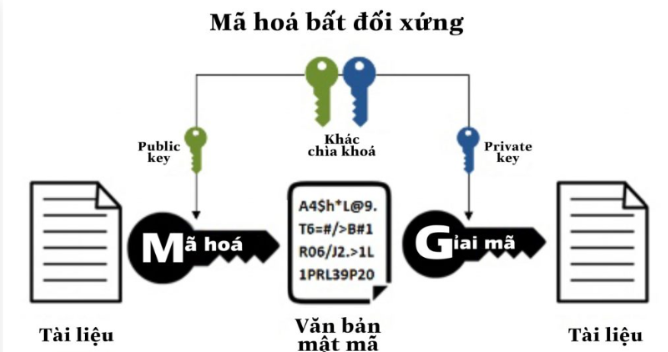 Mã hoá bất đối xứng
Public
key
Khác
chìa khoá
Private
key
Mã hoá
A4$h*L@9.
T6=#/>B#1
R06/J2.>1L
1PRL39P20
Giai mã
Tài liệu
Văn bản
mật mã
Tài liệu